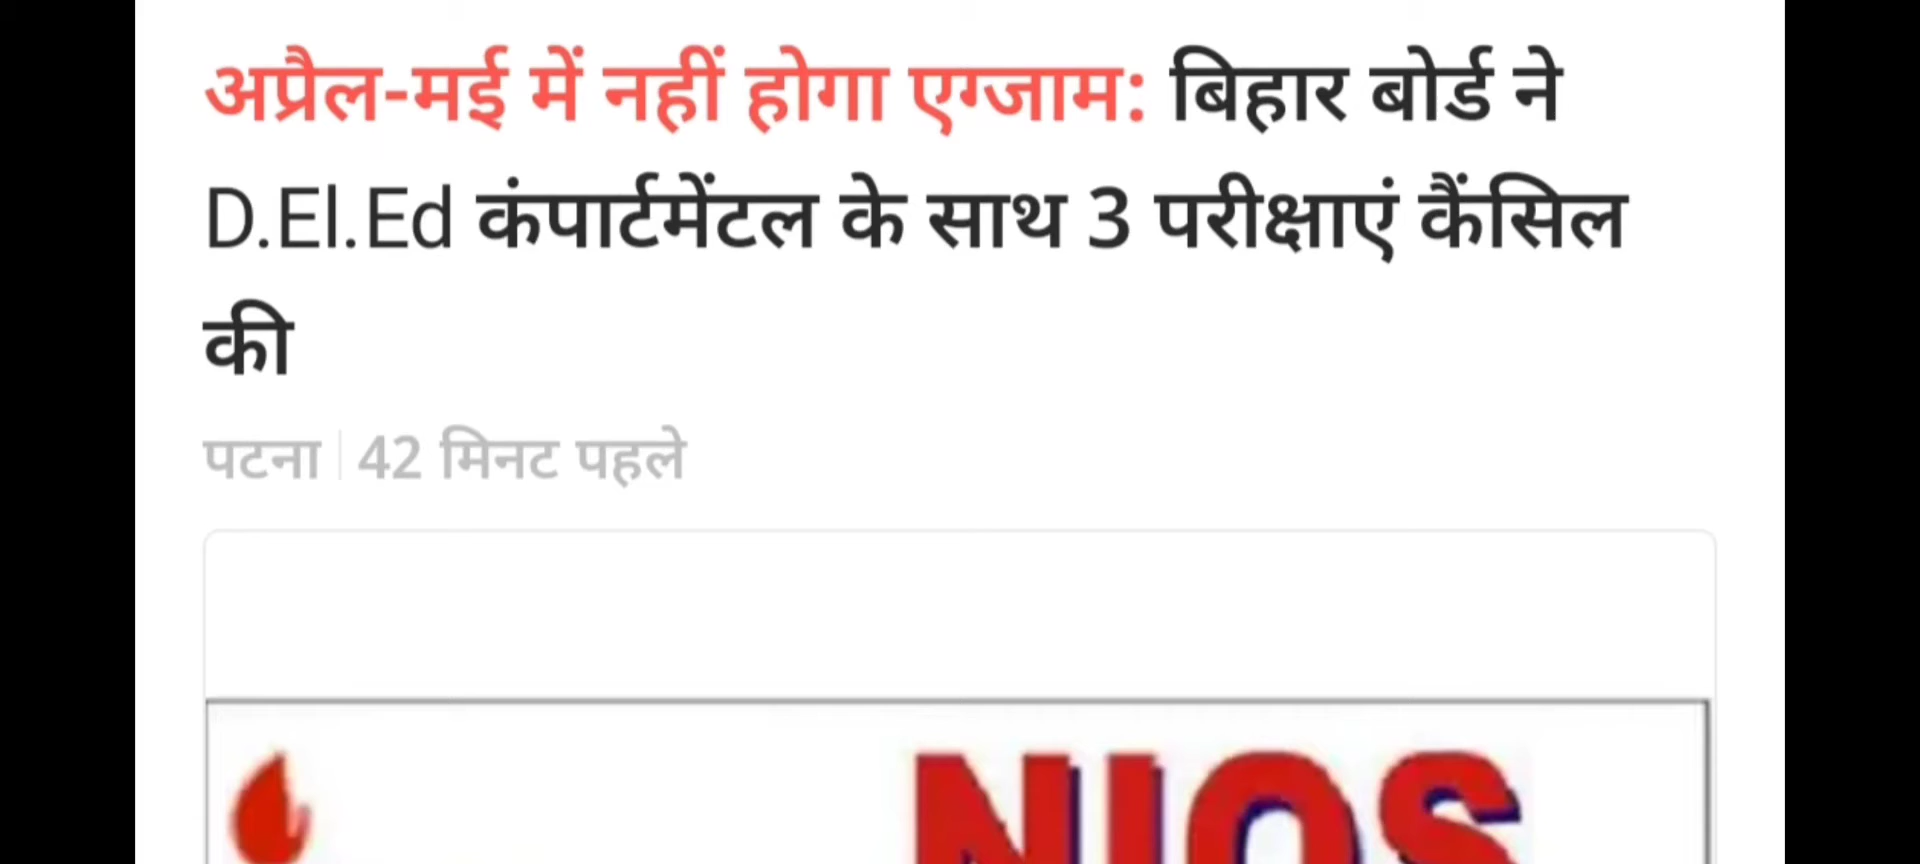 अप्रैल-मई में नहीं होगा एग्जाम: बिहार बोर्ड ने
D.El.Ed कंपार्टमेंटल के साथ 3 परीक्षाएं कैंसिल
की
पटना | 42 मिनट पहले
NIOS